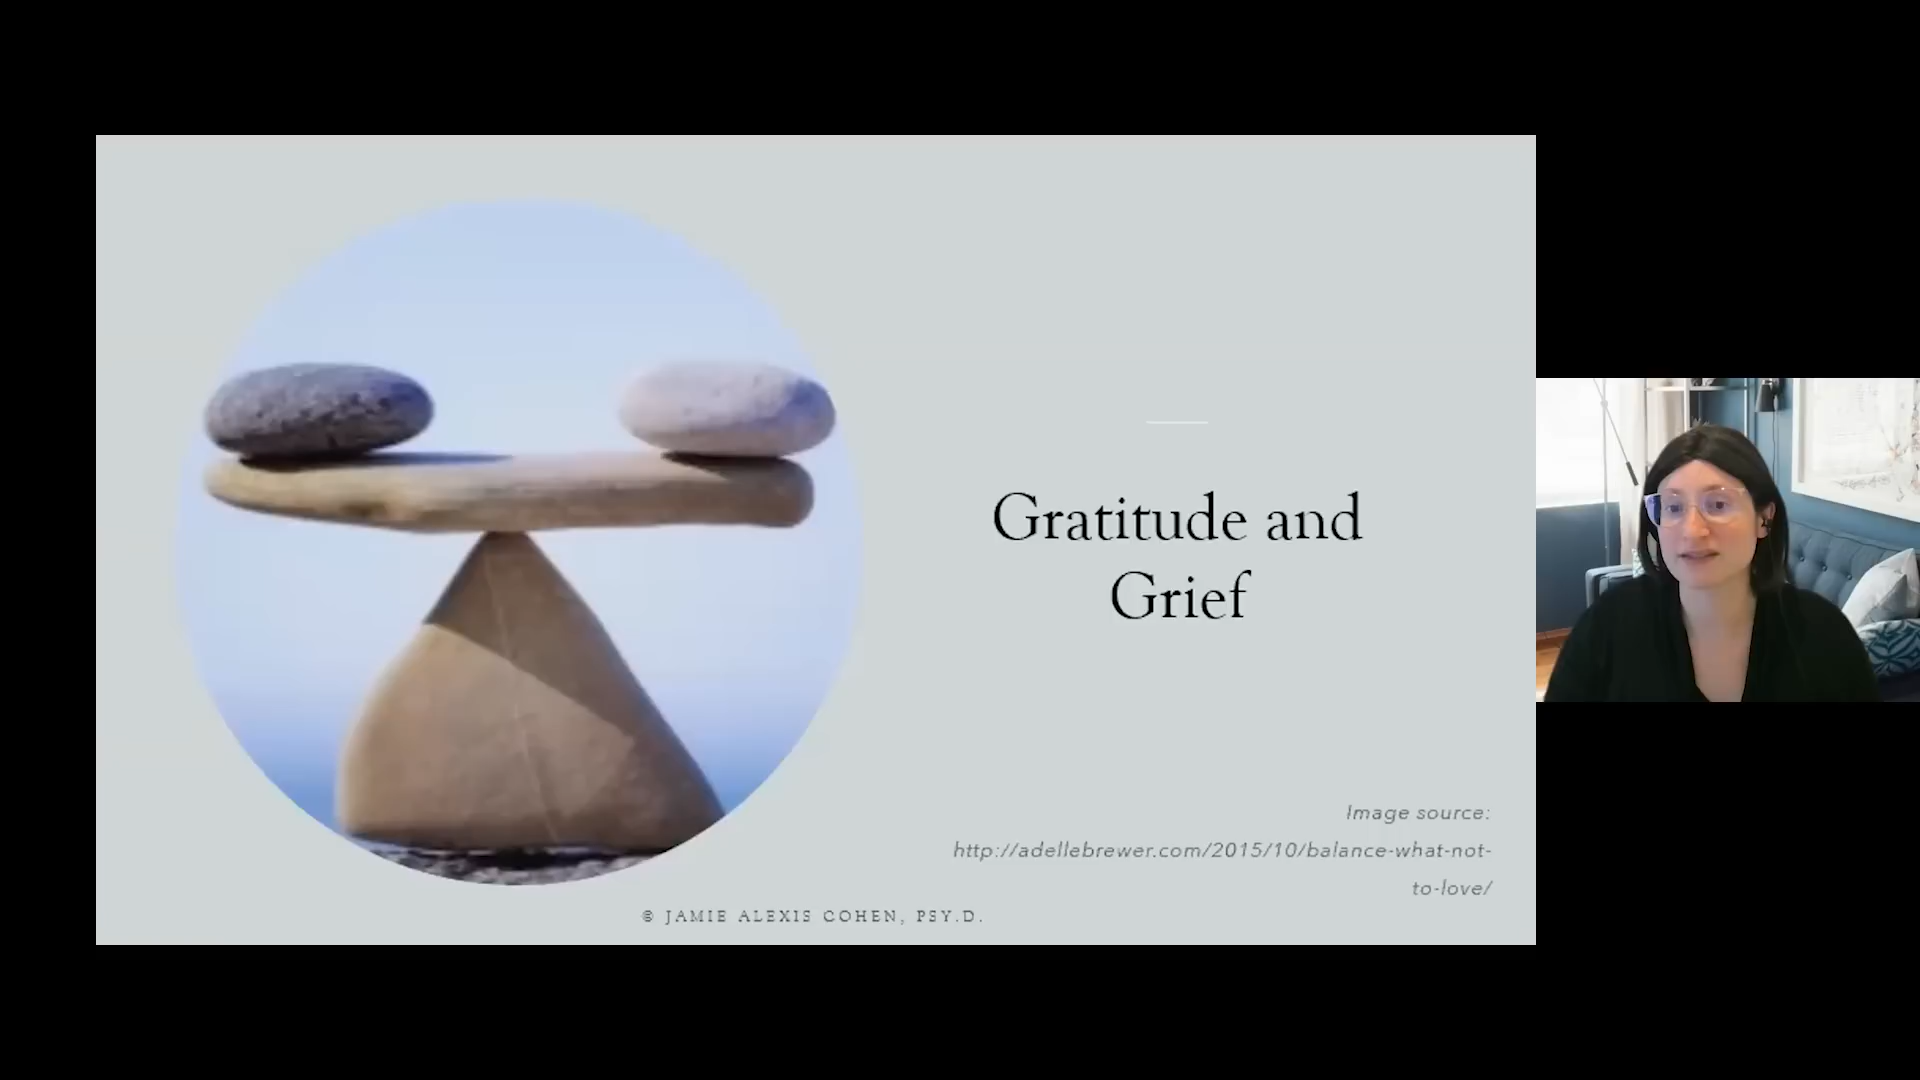 Gratitude and
Grief
Image source:
http://adellebrewer.com/2015/10/balance-what-not-
to-love/
© JAMIE ALEXIS COHEN, PSY.D.